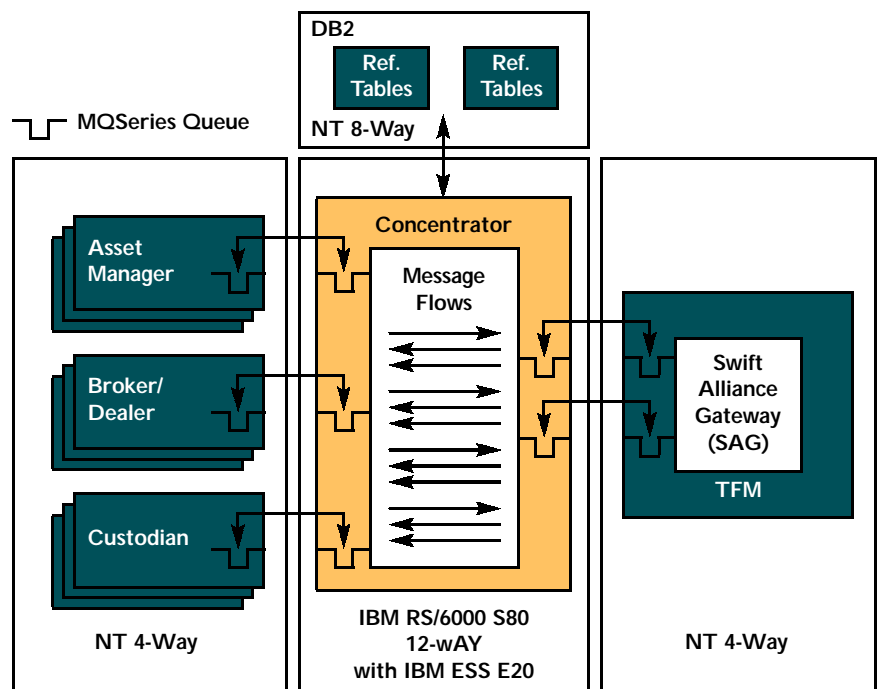 DB2
Ref.
Tables
Ref.
Tables
NT 8-Way
MQSeries Queue
Asset
Manager
Broker/
Dealer
Custodian
NT 4-Way
Concentrator
Message
Flows
IBM RS/6000 S80
12-wAY
with IBM ESS E20
Swift
Alliance
Gateway
(SAG)
TFM
NT 4-Way